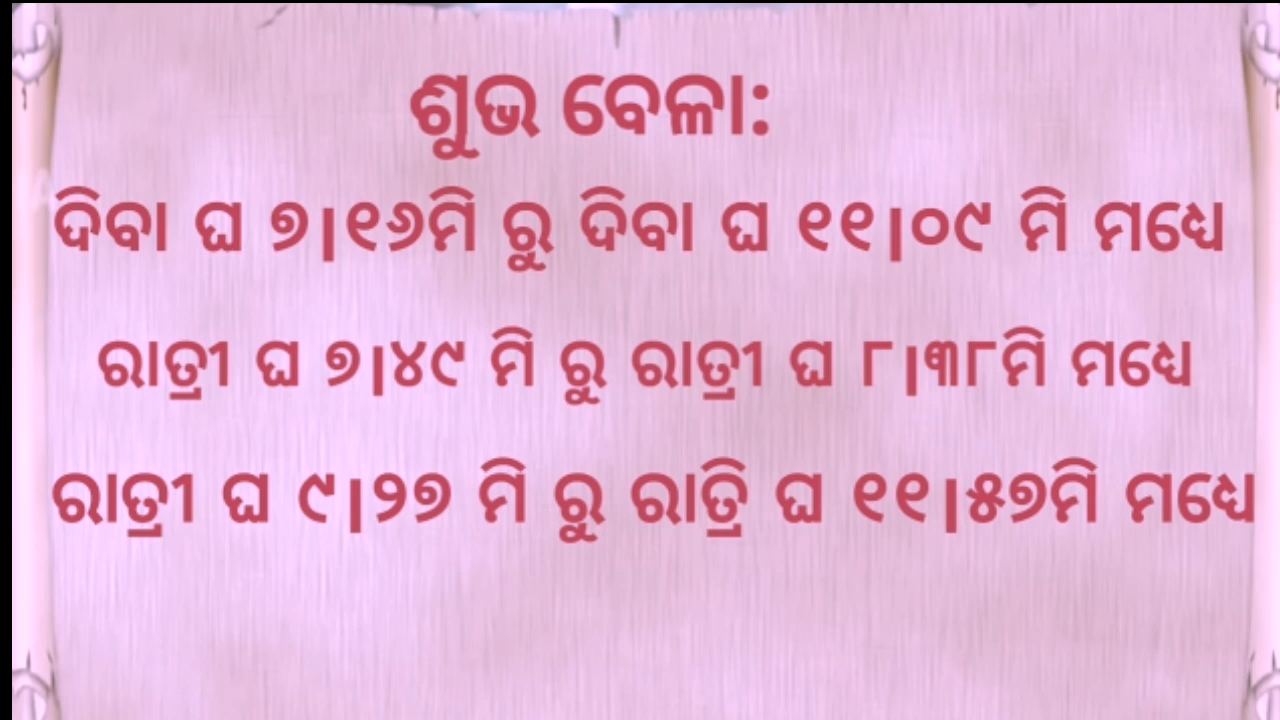 ଶୁଭ ବେଳା:
ଦିବା ଘ ୭|୧୬ମି ରୁ ଦିବା ଘ ୧୧|୦୯ ମି ମଧ୍ୟେ
ରାତ୍ରୀ ଘ ୭|୪୯ ମି ରୁ ରାତ୍ରୀ ଘ ୮|୩୮ମି ମଧ୍ୟେ
ରାତ୍ରୀ ଘ ୯|୨୭ ମି ରୁ ରାତ୍ରି ଘ ୧୧|୫୭ମି ମଧ୍ୟେ